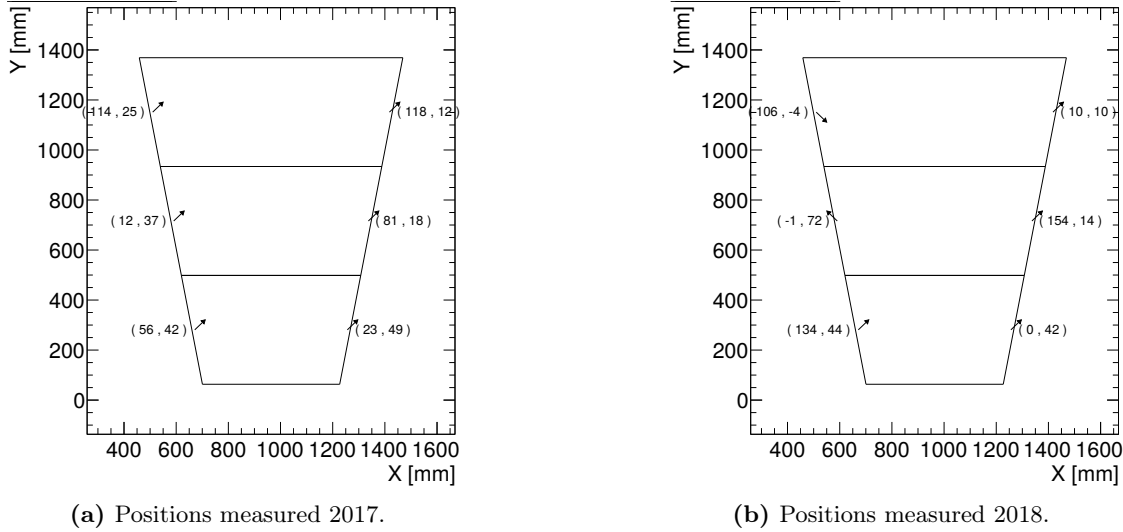 Y [mm]
1400
1200
1000
800
600
400
200
0
400 600 800 1000 1200 1400 1600
X [mm]
(-114 , 25 )
( 118 , 12 )
( 12 , 37 )
( 81 , 18 )
( 56 , 42 )
( 23 , 49 )
(a) Positions measured 2017.
Y [mm]
1400
1200
1000
800
600
400
200
0
400 600 800 1000 1200 1400 1600
X [mm]
(-106 , -4 )
( 10 , 10 )
( -1 , 72 )
( 154 , 14 )
( 134 , 44 )
( 0 , 42 )
(b) Positions measured 2018.